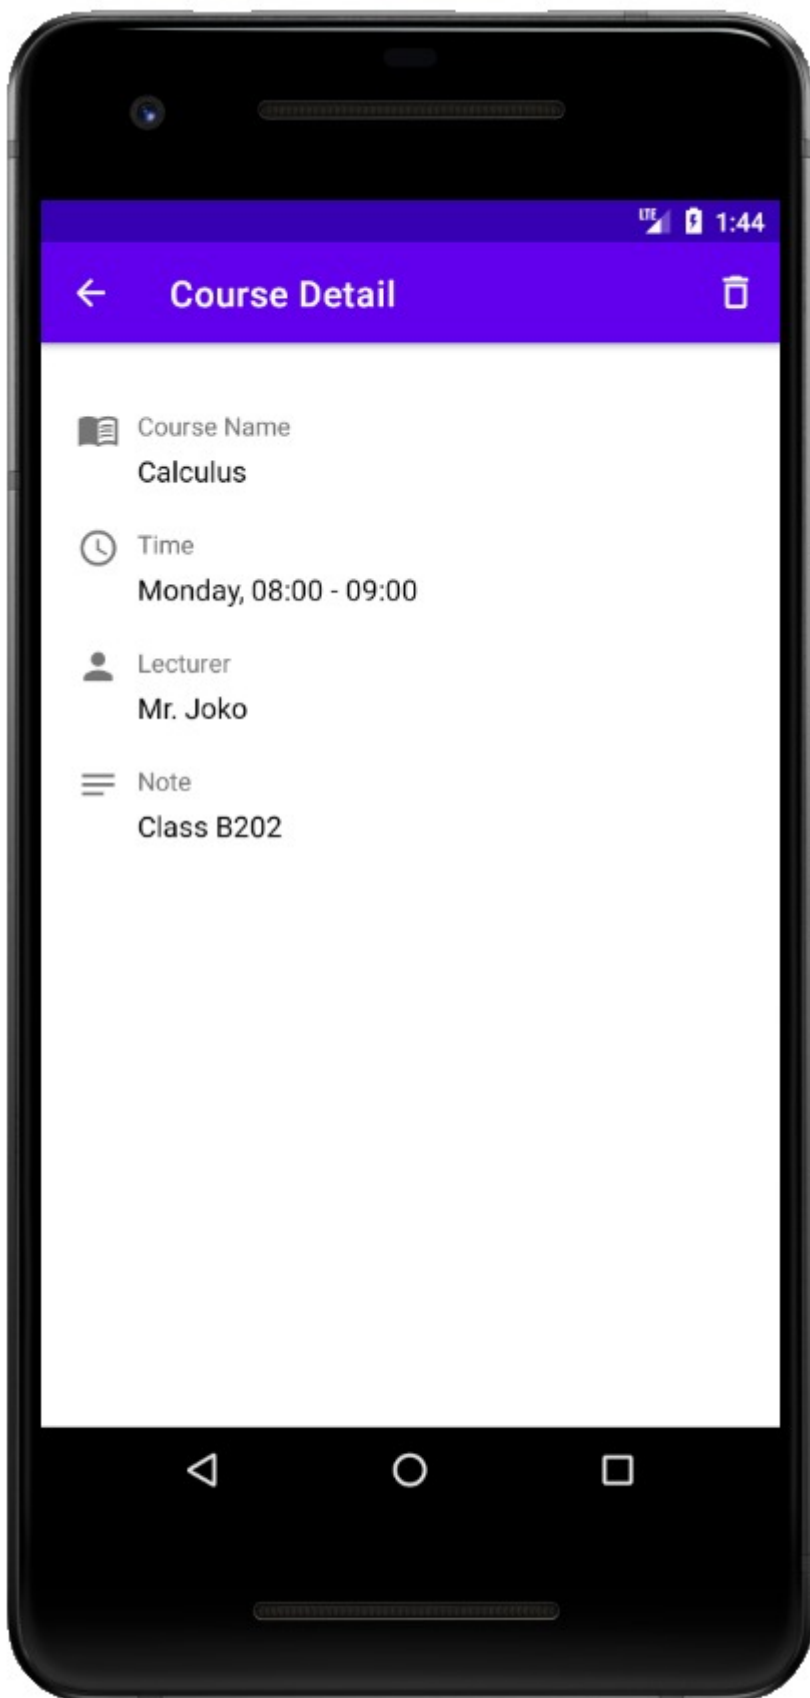 LTE 1:44
Course Detail
Course Name
Calculus
Time
Monday, 08:00 - 09:00
Lecturer
Mr. Joko
Note
Class B202